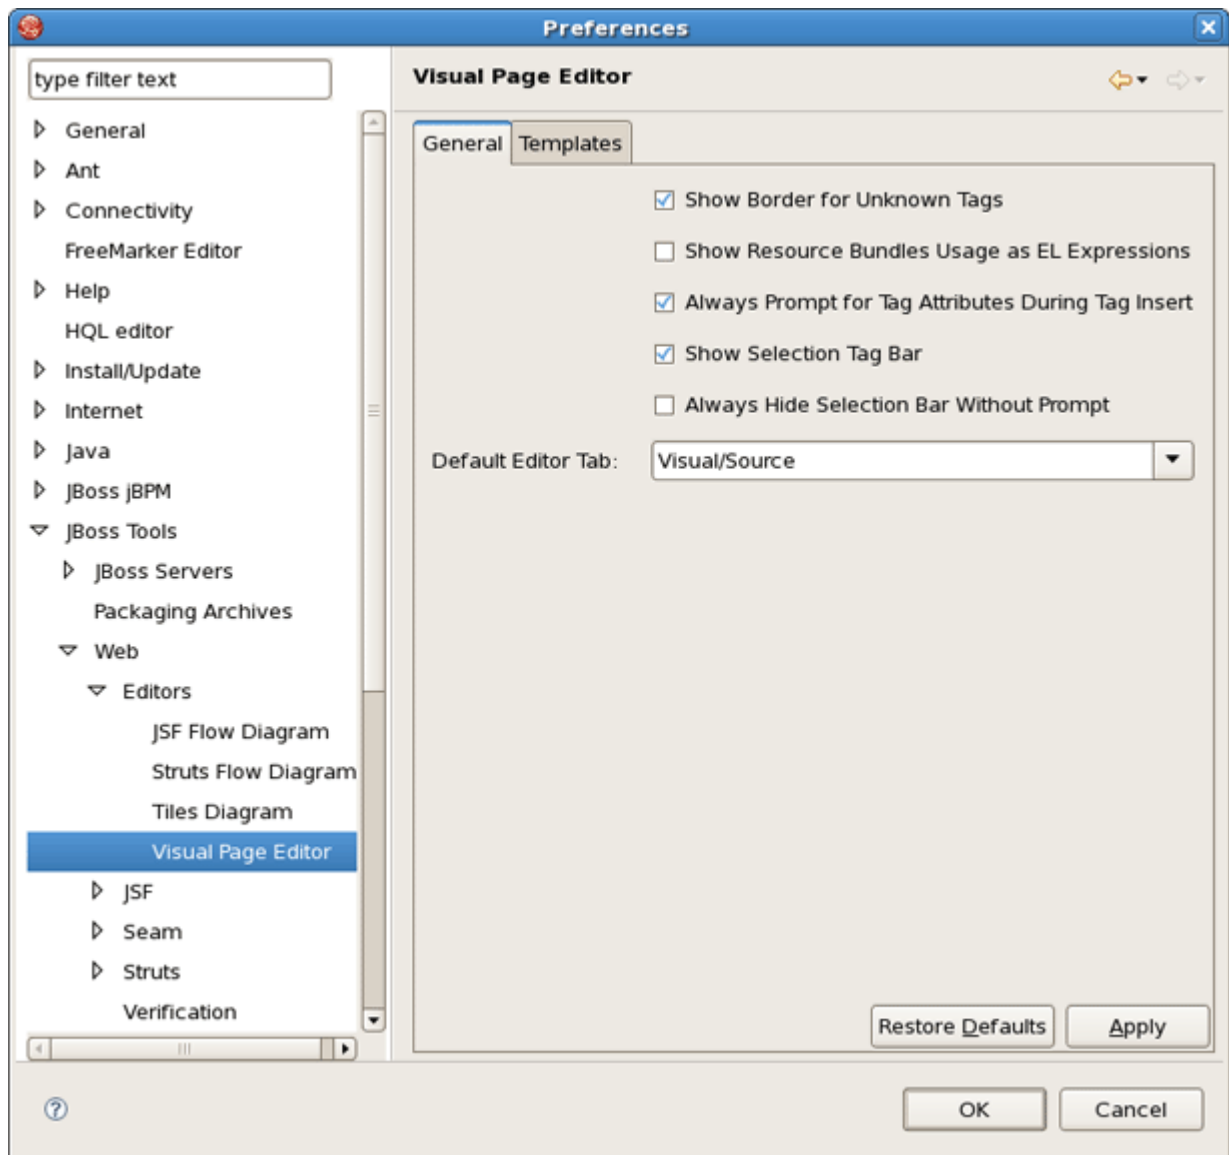 Preferences
type filter text
General
Ant
Connectivity
FreeMarker Editor
Help
HQL editor
Install/Update
Internet
Java
JBoss jBPM
JBoss Tools
JBoss Servers
Packaging Archives
Web
Editors
JSF Flow Diagram
Struts Flow Diagram
Tiles Diagram
Visual Page Editor
JSF
Seam
Struts
Verification
Visual Page Editor
General Templates
Show Border for Unknown Tags
Show Resource Bundles Usage as EL Expressions
Always Prompt for Tag Attributes During Tag Insert
Show Selection Tag Bar
Always Hide Selection Bar Without Prompt
Default Editor Tab: Visual/Source
Restore Defaults Apply
OK Cancel